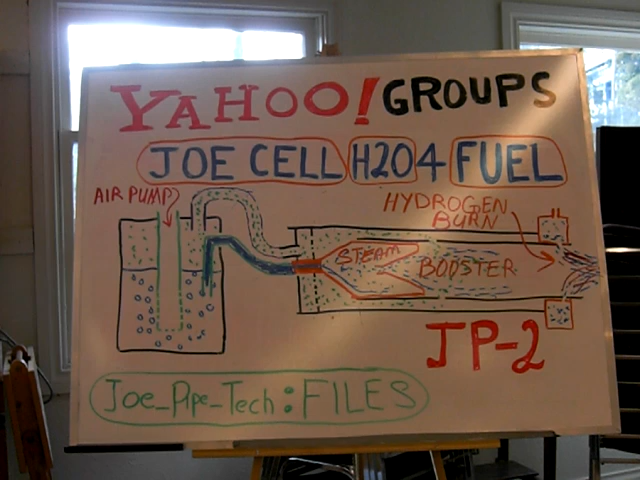 YAHOO! GROUPS
JOE CELL H2O4 FUEL
AIR PUMP?
HYDROGEN
BURN
STEAM
BOOSTER
JP-2
Joe_Pipe_Tech: FILES